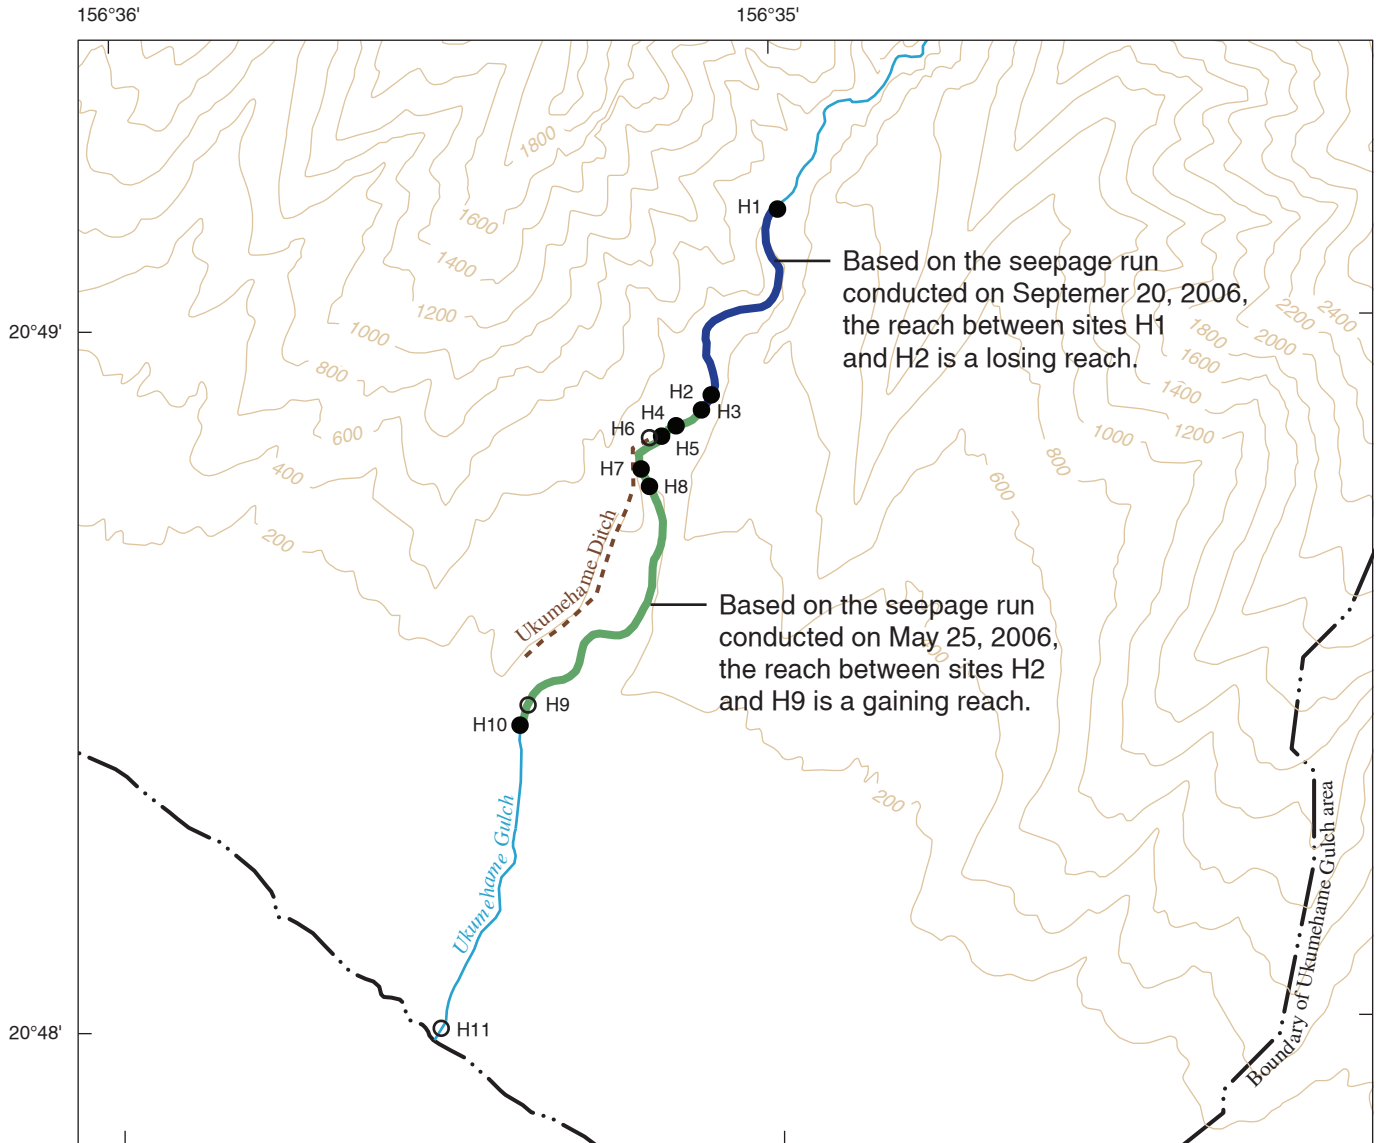 156°36'
156°35'
1800
H1
1600
Based on the seepage run
conducted on Septemer 20, 2006,
the reach between sites H1
and H2 is a losing reach.
1400
1200
1000
20°49'
800
2200
2400
1800
2000
1600
1400
H2
H3
H4
H6
H5
600
1000
1200
400
H7
H8
800
600
200
Ukumehame Ditch
Based on the seepage run
conducted on May 25, 2006,
the reach between sites H2
and H9 is a gaining reach.
H9
H10
200
Ukumehame Gulch
Boundary of Ukumehame Gulch area
20°48'
H11